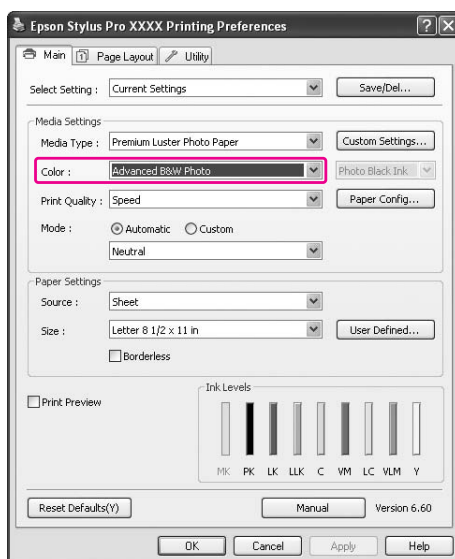 Epson Stylus Pro XXXX Printing Preferences
Main Page Layout Utility
Select Setting : Current Settings Save/Del...
Media Settings
Media Type : Premium Luster Photo Paper Custom Settings...
Color : Advanced B&W Photo Photo Black Ink
Print Quality : Speed Paper Config...
Mode : Automatic Custom
Neutral
Paper Settings
Source : Sheet
Size : Letter 8 1/2 x 11 in User Defined...
Borderless
Print Preview
Ink Levels
MK PK LK LLK C VM LC VLM Y
Reset Defaults(Y) Manual Version 6.60
OK Cancel Apply Help